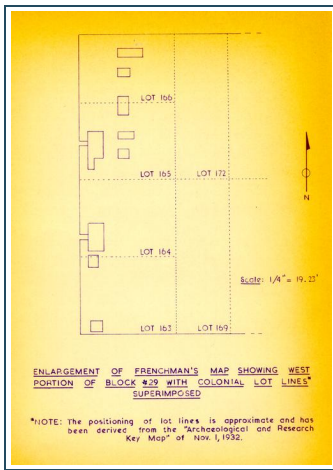 LOT 166
LOT 165 LOT 172
N
LOT 164
Scale: 1/4" = 19.23'
LOT 163 LOT 169
ENLARGEMENT OF FRENCHMAN'S MAP SHOWING WEST
PORTION OF BLOCK #29 WITH COLONIAL LOT LINES*
SUPERIMPOSED
*NOTE: The positioning of lot lines is approximate and has
been derived from the "Archaeological and Research
Key Map" of Nov. 1, 1932.